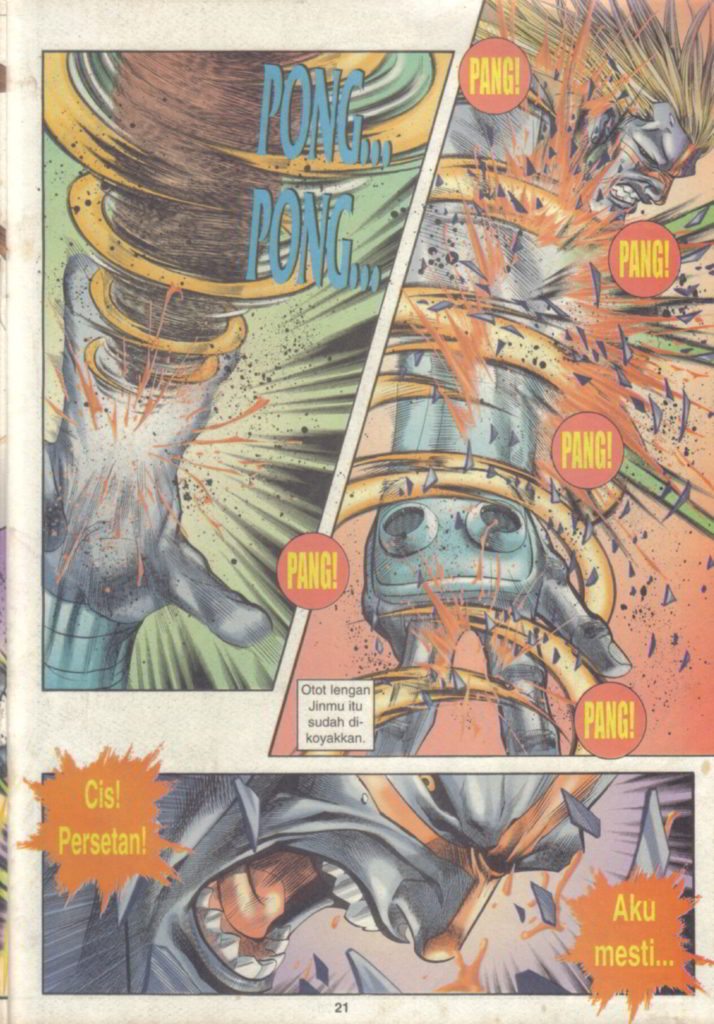 PONG...
PONG...
PANG!
PANG!
PANG!
PANG!
PANG!
Otot lengan
Jinmu itu
sudah di-
koyakkan.
Cis!
Persetan!
Aku
mesti...
21